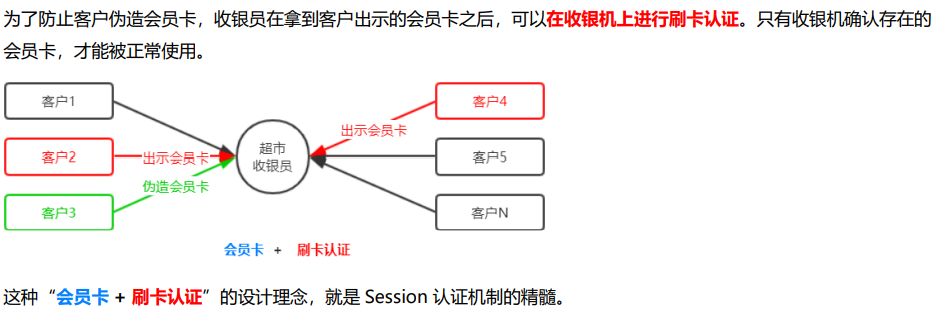 为了防止客户伪造会员卡，收银员在拿到客户出示的会员卡之后，可以在收银机上进行刷卡认证。只有收银机确认存在的
会员卡，才能被正常使用。
客户1
客户4
出示会员卡
超市
收银员
客户2
出示会员卡
客户5
伪造会员卡
客户3
客户N
会员卡 + 刷卡认证
这种“会员卡 + 刷卡认证”的设计理念，就是 Session 认证机制的精髓。